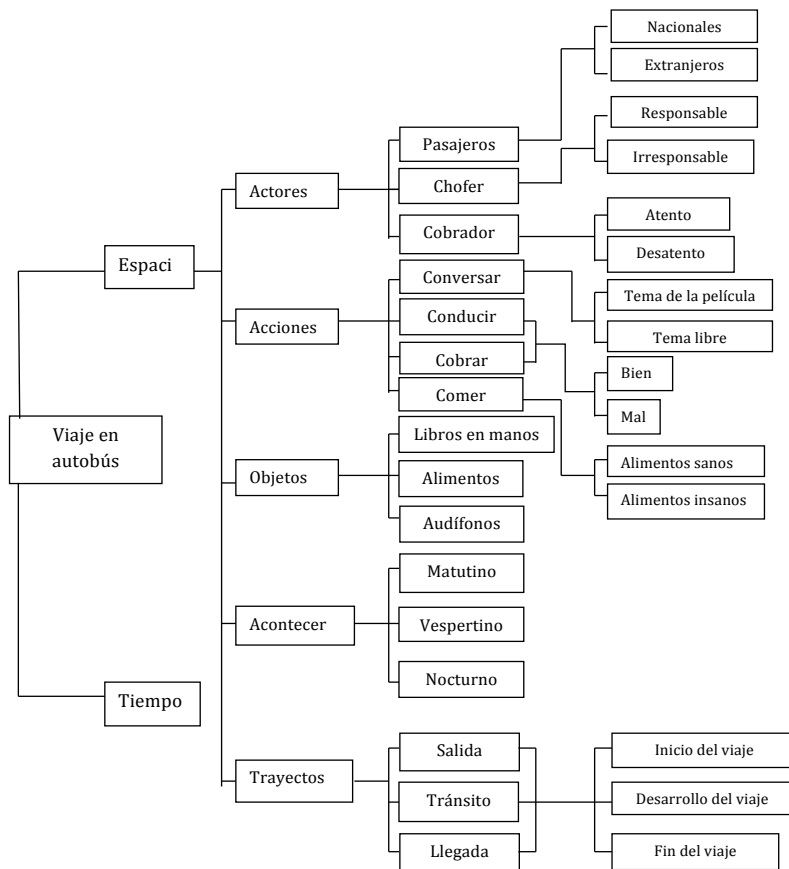 Nacionales
Extranjeros
Responsable
Pasajeros
Irresponsable
Chofer
Actores
Atento
Cobrador
Desatento
Espaci
Conversar
Tema de la película
Conducir
Acciones
Tema libre
Cobrar
Bien
Comer
Mal
Viaje en
autobús
Libros en manos
Alimentos sanos
Objetos
Alimentos
Alimentos insanos
Audífonos
Matutino
Acontecer
Vespertino
Nocturno
Tiempo
Salida
Inicio del viaje
Trayectos
Tránsito
Desarrollo del viaje
Llegada
Fin del viaje